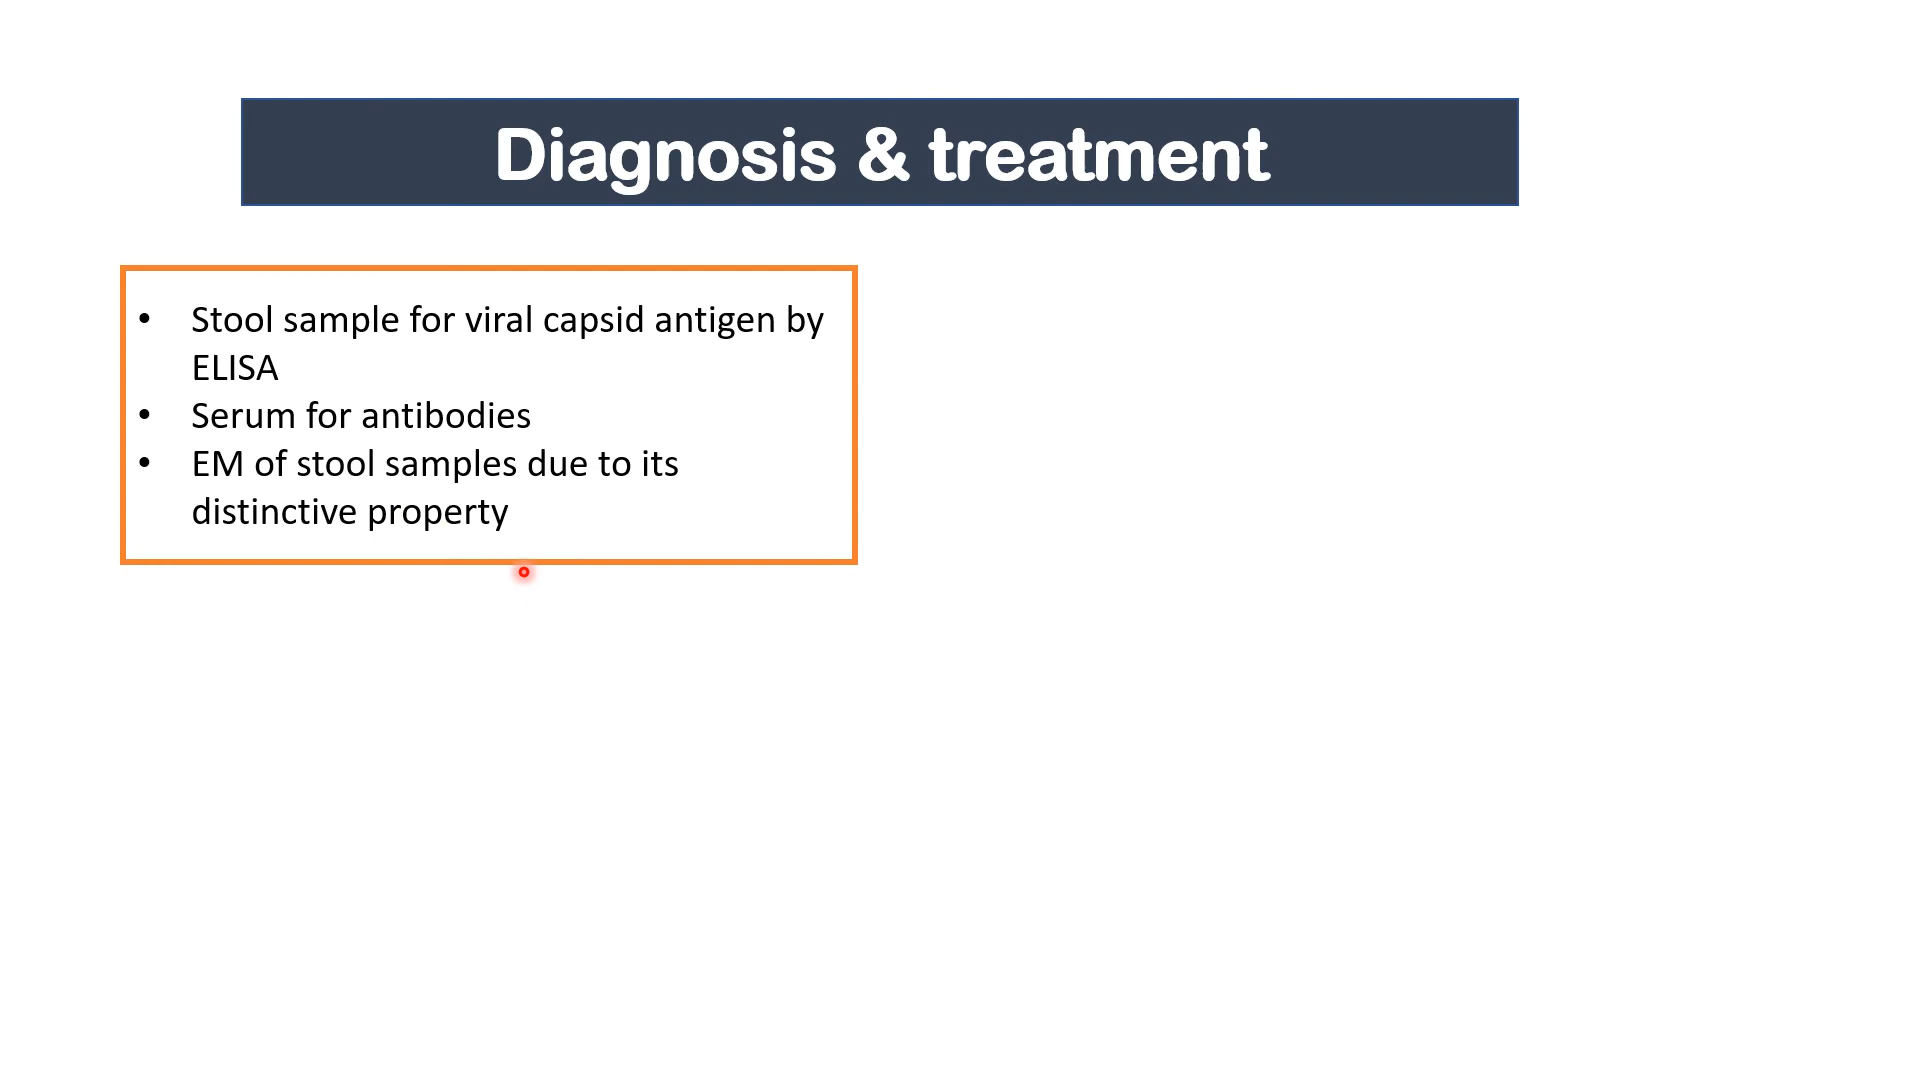 Diagnosis & treatment
• Stool sample for viral capsid antigen by
ELISA
• Serum for antibodies
• EM of stool samples due to its
distinctive property